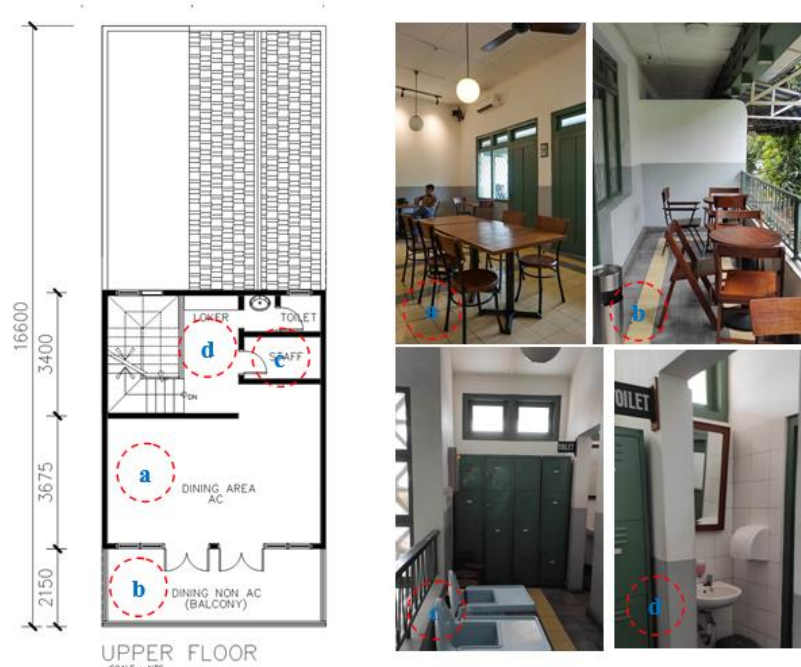 16600
3400
3675
2150
LOKER
TOILET
d
STAFF
c
DN
a
DINING AREA
AC
b
DINING NON AC
(BALCONY)
UPPER FLOOR
a
b
TOILET
TOILET
d